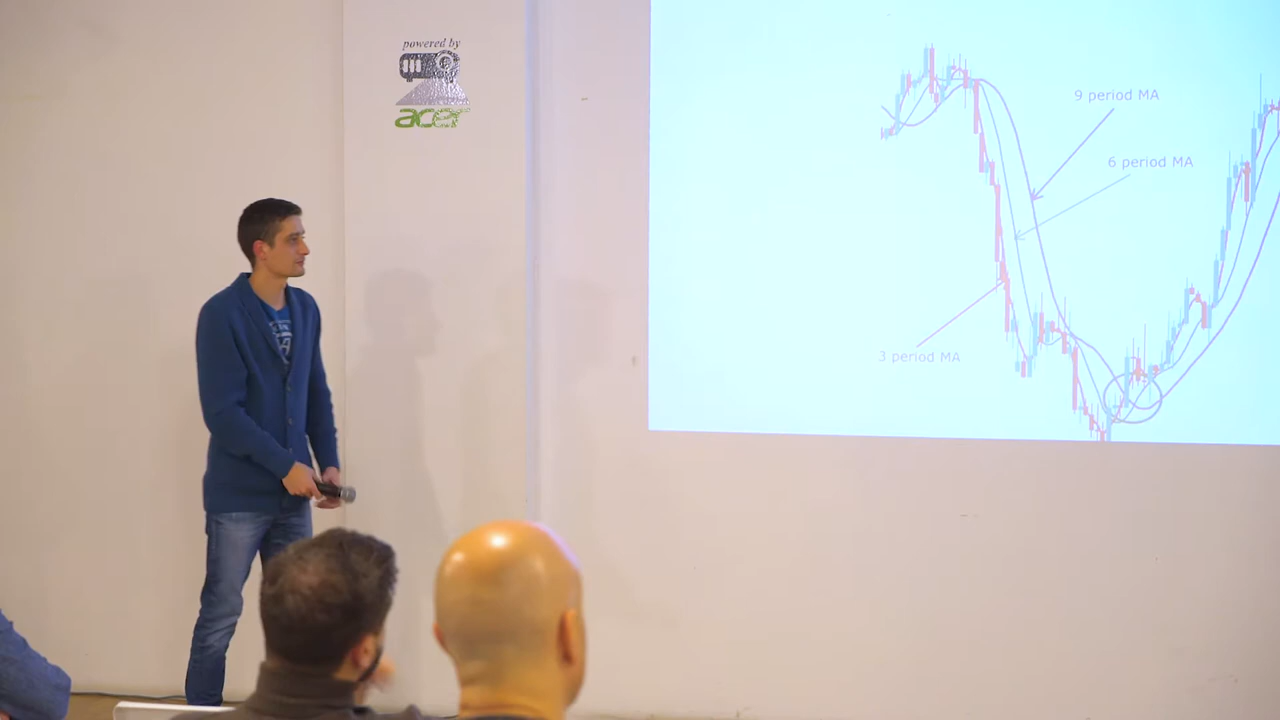 powered by
acer
9 period MA
6 period MA
3 period MA